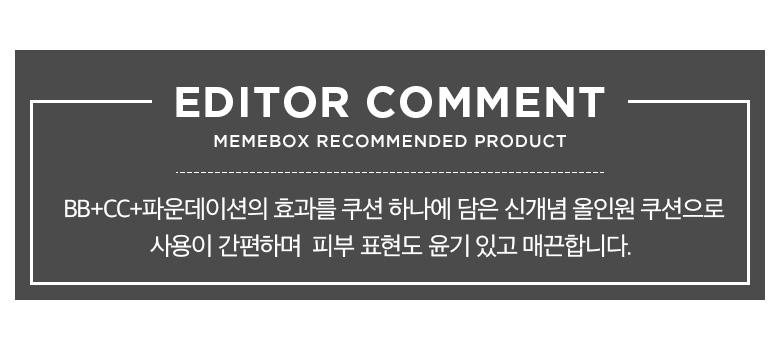 EDITOR COMMENT
MEMEBOX RECOMMENDED PRODUCT
BB+CC+파운데이션의 효과를 쿠션 하나에 담은 신개념 올인원 쿠션으로
사용이 간편하며 피부 표현도 윤기 있고 매끈합니다.